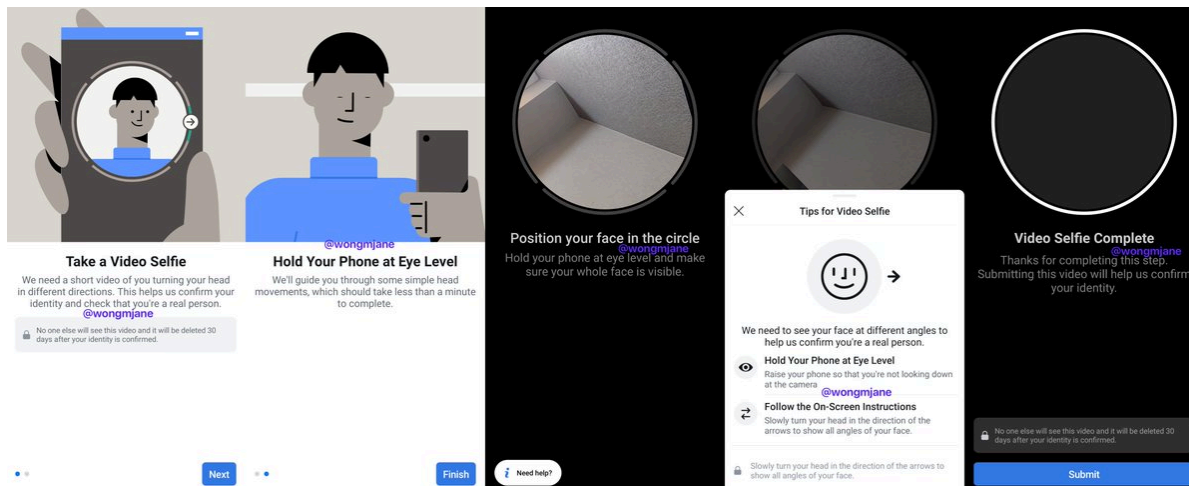 @wongmjane
Take a Video Selfie
We need a short video of you turning your head
in different directions. This helps us confirm your
identity and check that you're a real person.
@wongmjane
No one else will see this video and it will be deleted 30
days after your identity is confirmed.
Next
Hold Your Phone at Eye Level
We'll guide you through some simple head
movements, which should take less than a minute
to complete.
Finish
Position your face in the circle
@wongmjane
Hold your phone at eye level and make
sure your whole face is visible.
Need help?
Tips for Video Selfie
We need to see your face at different angles to
help us confirm you're a real person.
Hold Your Phone at Eye Level
Raise your phone so that you're not looking down
at the camera
@wongmjane
Follow the On-Screen Instructions
Slowly turn your head in the direction of the
arrows to show all angles of your face.
Slowly turn your head in the direction of the arrows to
show all angles of your face.
Video Selfie Complete
@wongmjane
Thanks for completing this step.
Submitting this video will help us confirm
your identity.
No one else will see this video and it will be deleted 30
days after your identity is confirmed.
Submit